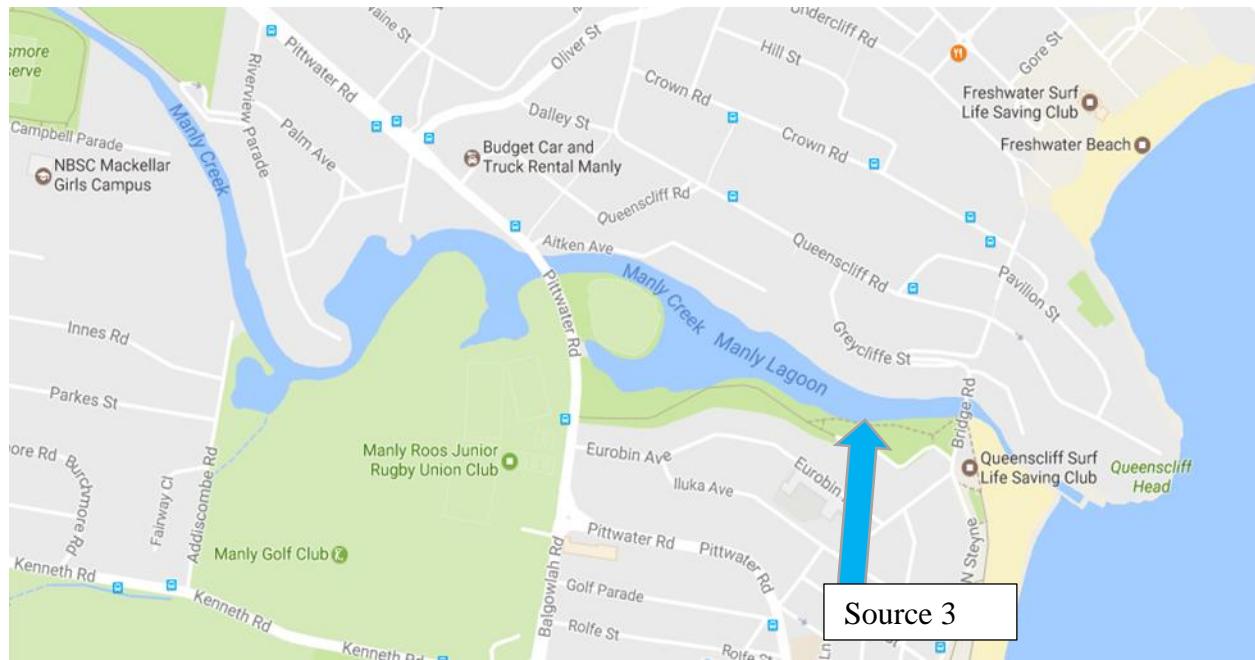 Undercliff Rd
Gore St
Hill St
Oliver St
Pittwater Rd
Riverview Parade
Crown Rd
Freshwater Surf
Life Saving Club
Dalley St
Manly Creek
Palm Ave
Campbell Parade
Budget Car and
Truck Rental Manly
Crown Rd
Freshwater Beach
NBSC Mackellar
Girls Campus
Queenscliff Rd
Aitken Ave
Queenscliff Rd
Pavilion St
Manly Creek
Manly Lagoon
Pittwater Rd
Greycliffe St
Innes Rd
Parkes St
Bridge Rd
Manly Roos Junior
Rugby Union Club
Eurobin Ave
Eurobin
Queenscliff Surf
Life Saving Club
Queenscliff
Head
Iluka Ave
Burchmore Rd
Fairway Cl
Addiscombe Rd
Pittwater Rd
Pittwater Rd
N Steyne
Manly Golf Club
Balgowlah Rd
Kenneth Rd
Golf Parade
Source 3
Kenneth Rd
Rolfe St
Rolfe St
Ln
Kenneth Rd